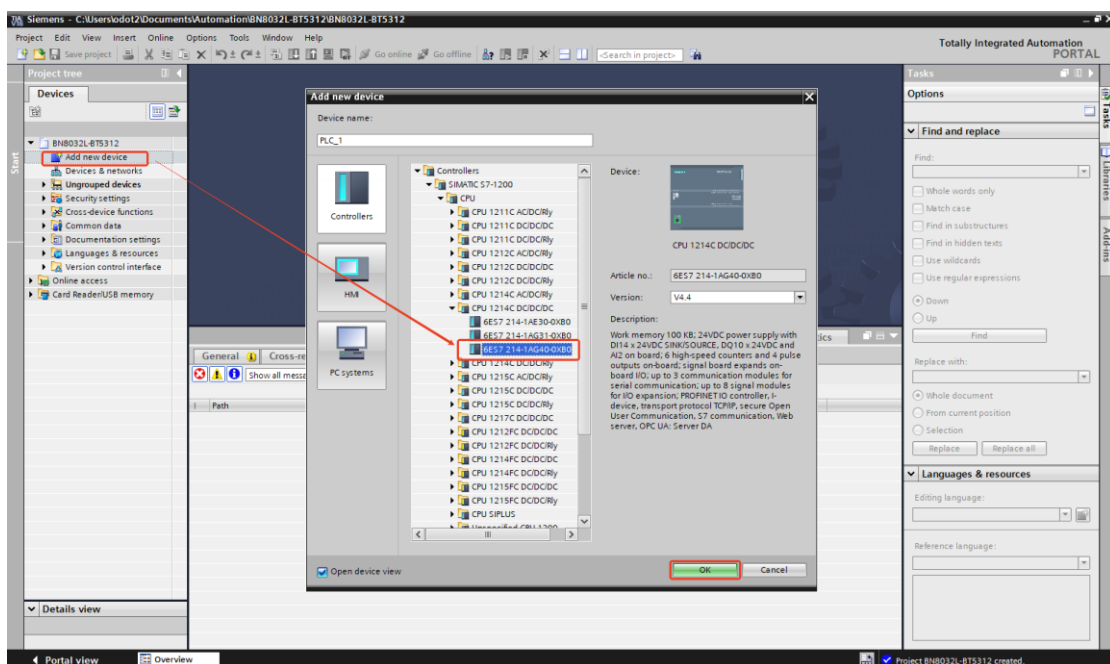 Siemens - C:\Users\odot2\Documents\Automation\BN8032L-BT5312\BN8032L-BT5312
Project Edit View Insert Online Options Tools Window Help
Save project Go online Go offline <Search in project>
Totally Integrated Automation
PORTAL
Project tree
Devices
BN8032L-BT5312
Add new device
Devices & networks
Ungrouped devices
Security settings
Cross-device functions
Common data
Documentation settings
Languages & resources
Version control interface
Online access
Card Reader/USB memory
Details view
Start
General Cross-re
Show all messa
Path
Add new device
Device name:
PLC_1
Controllers
HMI
PC systems
Controllers
SIMATIC S7-1200
CPU
CPU 1211C AC/DC/Rly
CPU 1211C DC/DC/DC
CPU 1211C DC/DC/Rly
CPU 1212C AC/DC/Rly
CPU 1212C DC/DC/DC
CPU 1212C DC/DC/Rly
CPU 1214C AC/DC/Rly
CPU 1214C DC/DC/DC
6ES7 214-1AE30-0XB0
6ES7 214-1AG31-0XB0
6ES7 214-1AG40-0XB0
CPU 1214C DC/DC/Rly
CPU 1215C AC/DC/Rly
CPU 1215C DC/DC/DC
CPU 1215C DC/DC/Rly
CPU 1217C DC/DC/DC
CPU 1212FC DC/DC/DC
CPU 1212FC DC/DC/Rly
CPU 1214FC DC/DC/DC
CPU 1214FC DC/DC/Rly
CPU 1215FC DC/DC/DC
CPU 1215FC DC/DC/Rly
CPU SIPLUS
Device:
CPU 1214C DC/DC/DC
Article no.: 6ES7 214-1AG40-0XB0
Version: V4.4
Description:
Work memory 100 KB; 24VDC power supply with
DI14 x 24VDC SINK/SOURCE, DQ10 x 24VDC and
AI2 on board; 6 high-speed counters and 4 pulse
outputs on-board; signal board expands on-
board I/O; up to 3 communication modules for
serial communication; up to 8 signal modules
for I/O expansion; PROFINET IO controller, I-
device, transport protocol TCP/IP, secure Open
User Communication, S7 communication, Web
server, OPC UA: Server DA
Open device view
OK Cancel
tics
Tasks
Options
Find and replace
Find:
Whole words only
Match case
Find in substructures
Find in hidden texts
Use wildcards
Use regular expressions
Down
Up
Find
Replace with:
Whole document
From current position
Selection
Replace Replace all
Languages & resources
Editing language:
Reference language:
Tasks
Libraries
Add-ins
Portal view Overview
Project BN8032L-BT5312 created.